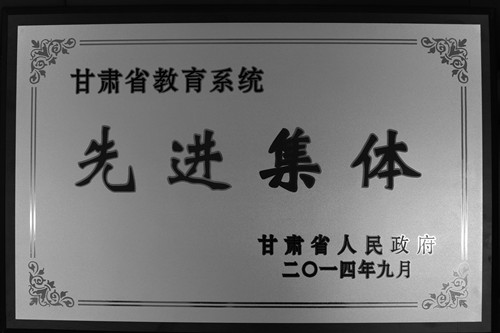 甘肃省教育系统
先进集体
甘肃省人民政府
二〇一四年九月